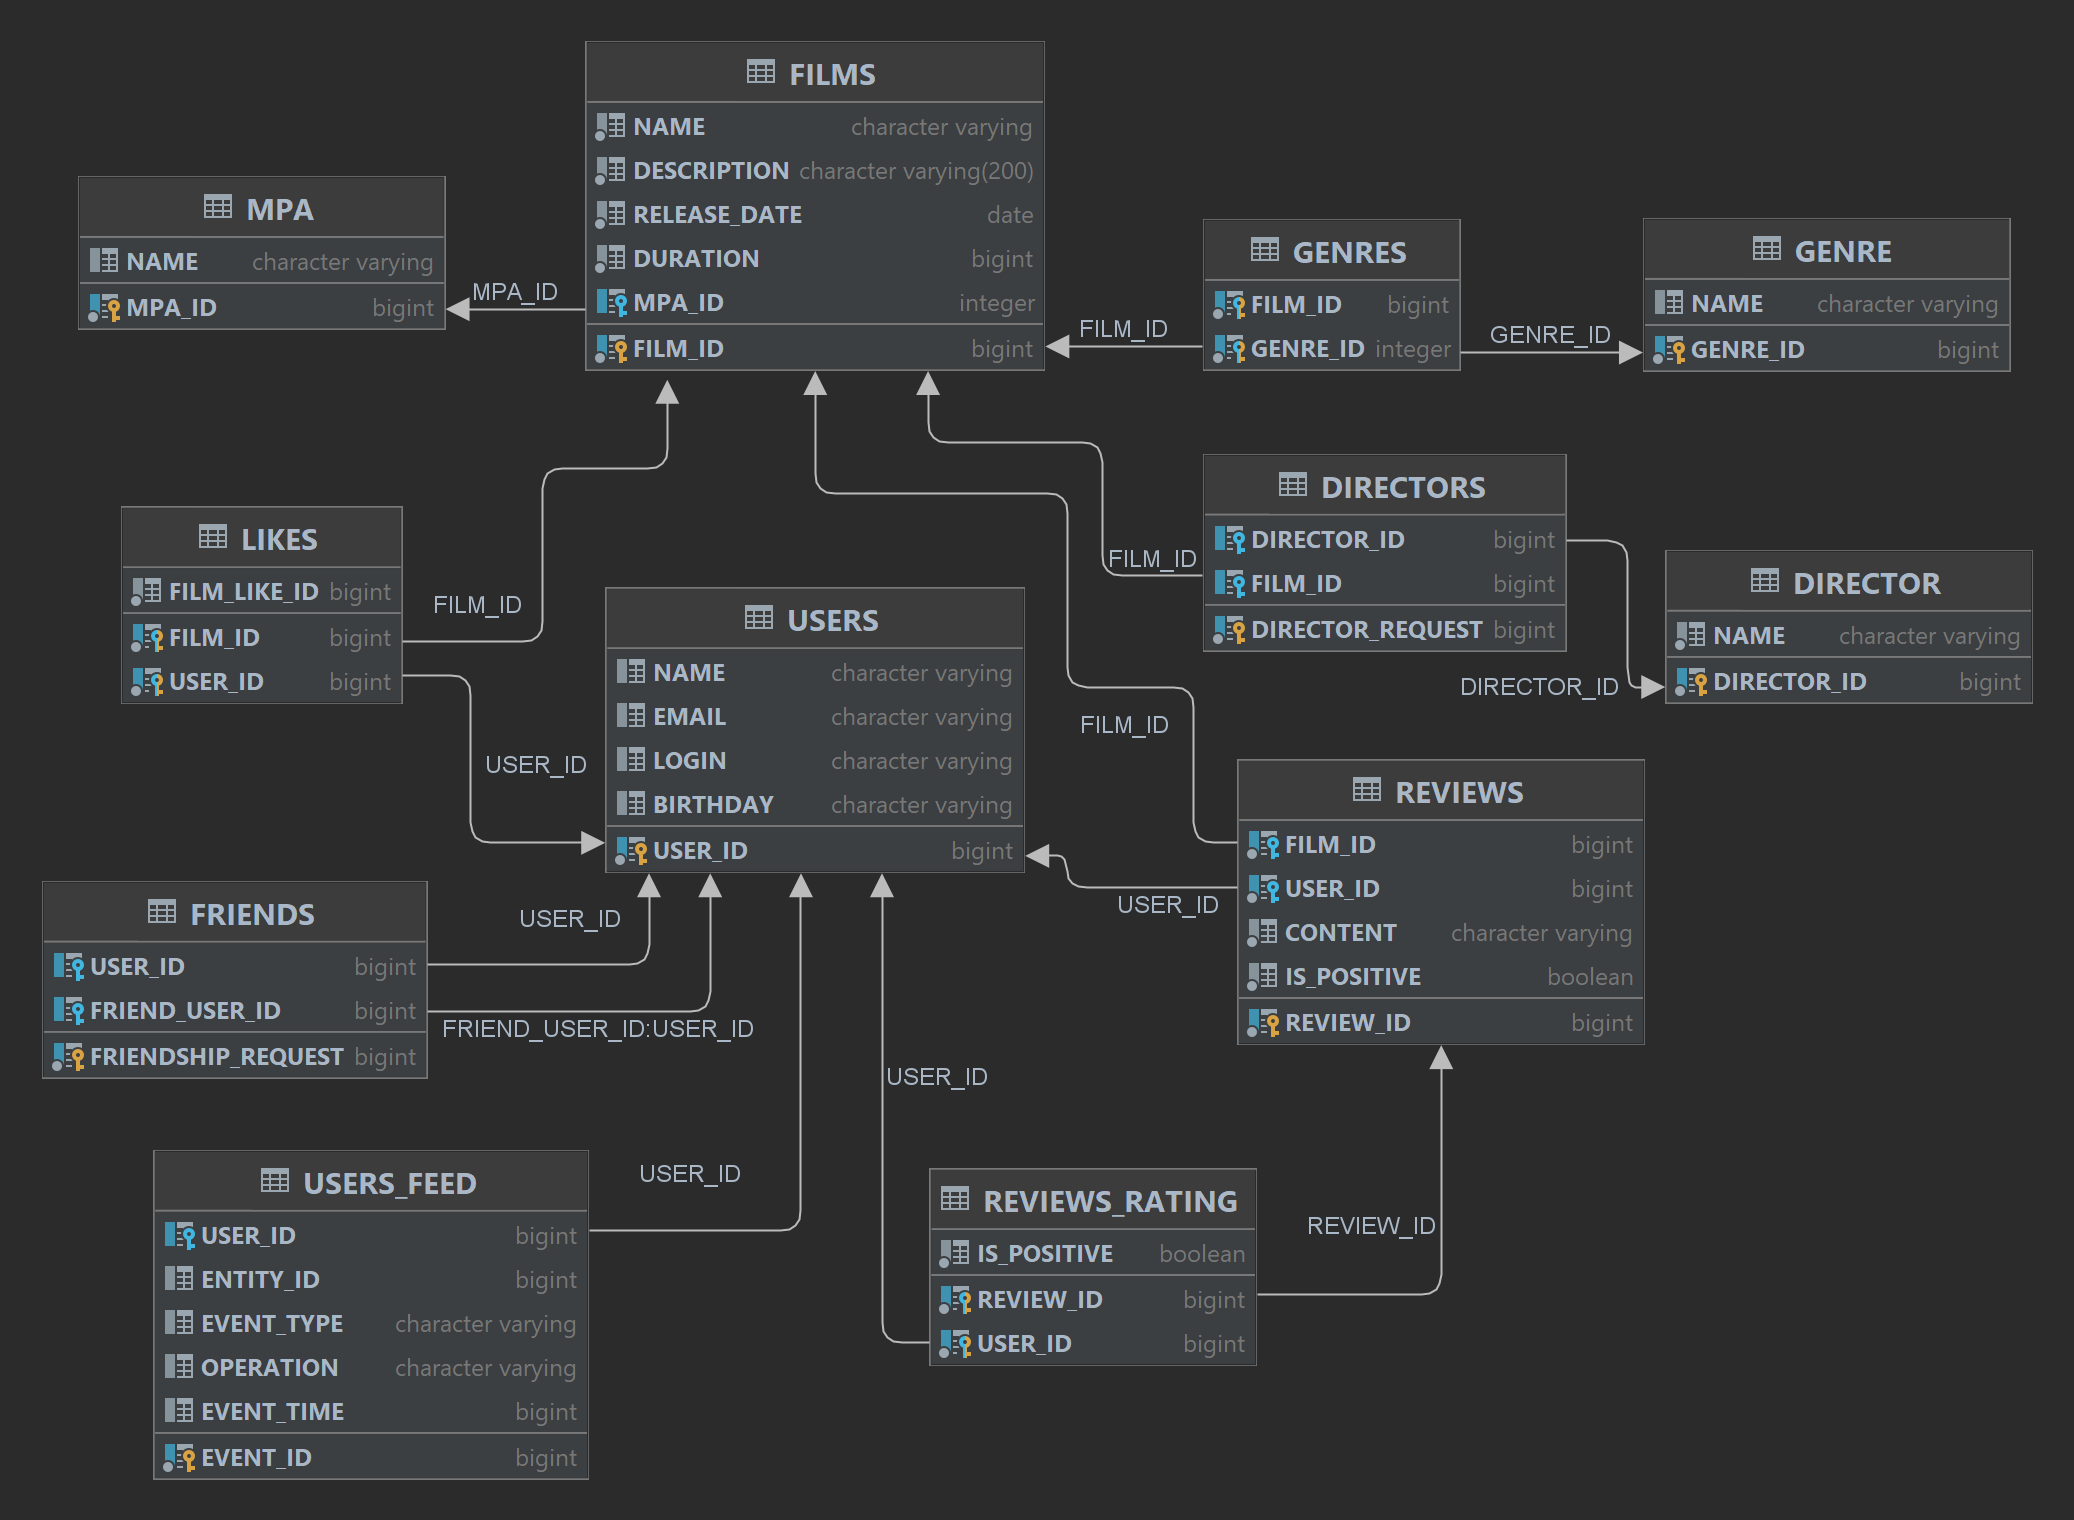 FILMS
NAME character varying
DESCRIPTION character varying(200)
RELEASE_DATE date
DURATION bigint
MPA_ID integer
FILM_ID bigint
MPA
NAME character varying
MPA_ID bigint
MPA_ID
GENRES
FILM_ID bigint
GENRE_ID integer
FILM_ID
GENRE
NAME character varying
GENRE_ID bigint
GENRE_ID
LIKES
FILM_LIKE_ID bigint
FILM_ID bigint
USER_ID bigint
FILM_ID
USER_ID
USERS
NAME character varying
EMAIL character varying
LOGIN character varying
BIRTHDAY character varying
USER_ID bigint
DIRECTORS
DIRECTOR_ID bigint
FILM_ID bigint
DIRECTOR_REQUEST bigint
FILM_ID
DIRECTOR
NAME character varying
DIRECTOR_ID bigint
DIRECTOR_ID
FILM_ID
REVIEWS
FILM_ID bigint
USER_ID bigint
CONTENT character varying
IS_POSITIVE boolean
REVIEW_ID bigint
USER_ID
FRIENDS
USER_ID bigint
FRIEND_USER_ID bigint
FRIENDSHIP_REQUEST bigint
USER_ID
FRIEND_USER_ID:USER_ID
USER_ID
USERS_FEED
USER_ID bigint
ENTITY_ID bigint
EVENT_TYPE character varying
OPERATION character varying
EVENT_TIME bigint
EVENT_ID bigint
USER_ID
REVIEWS_RATING
IS_POSITIVE boolean
REVIEW_ID bigint
USER_ID bigint
REVIEW_ID